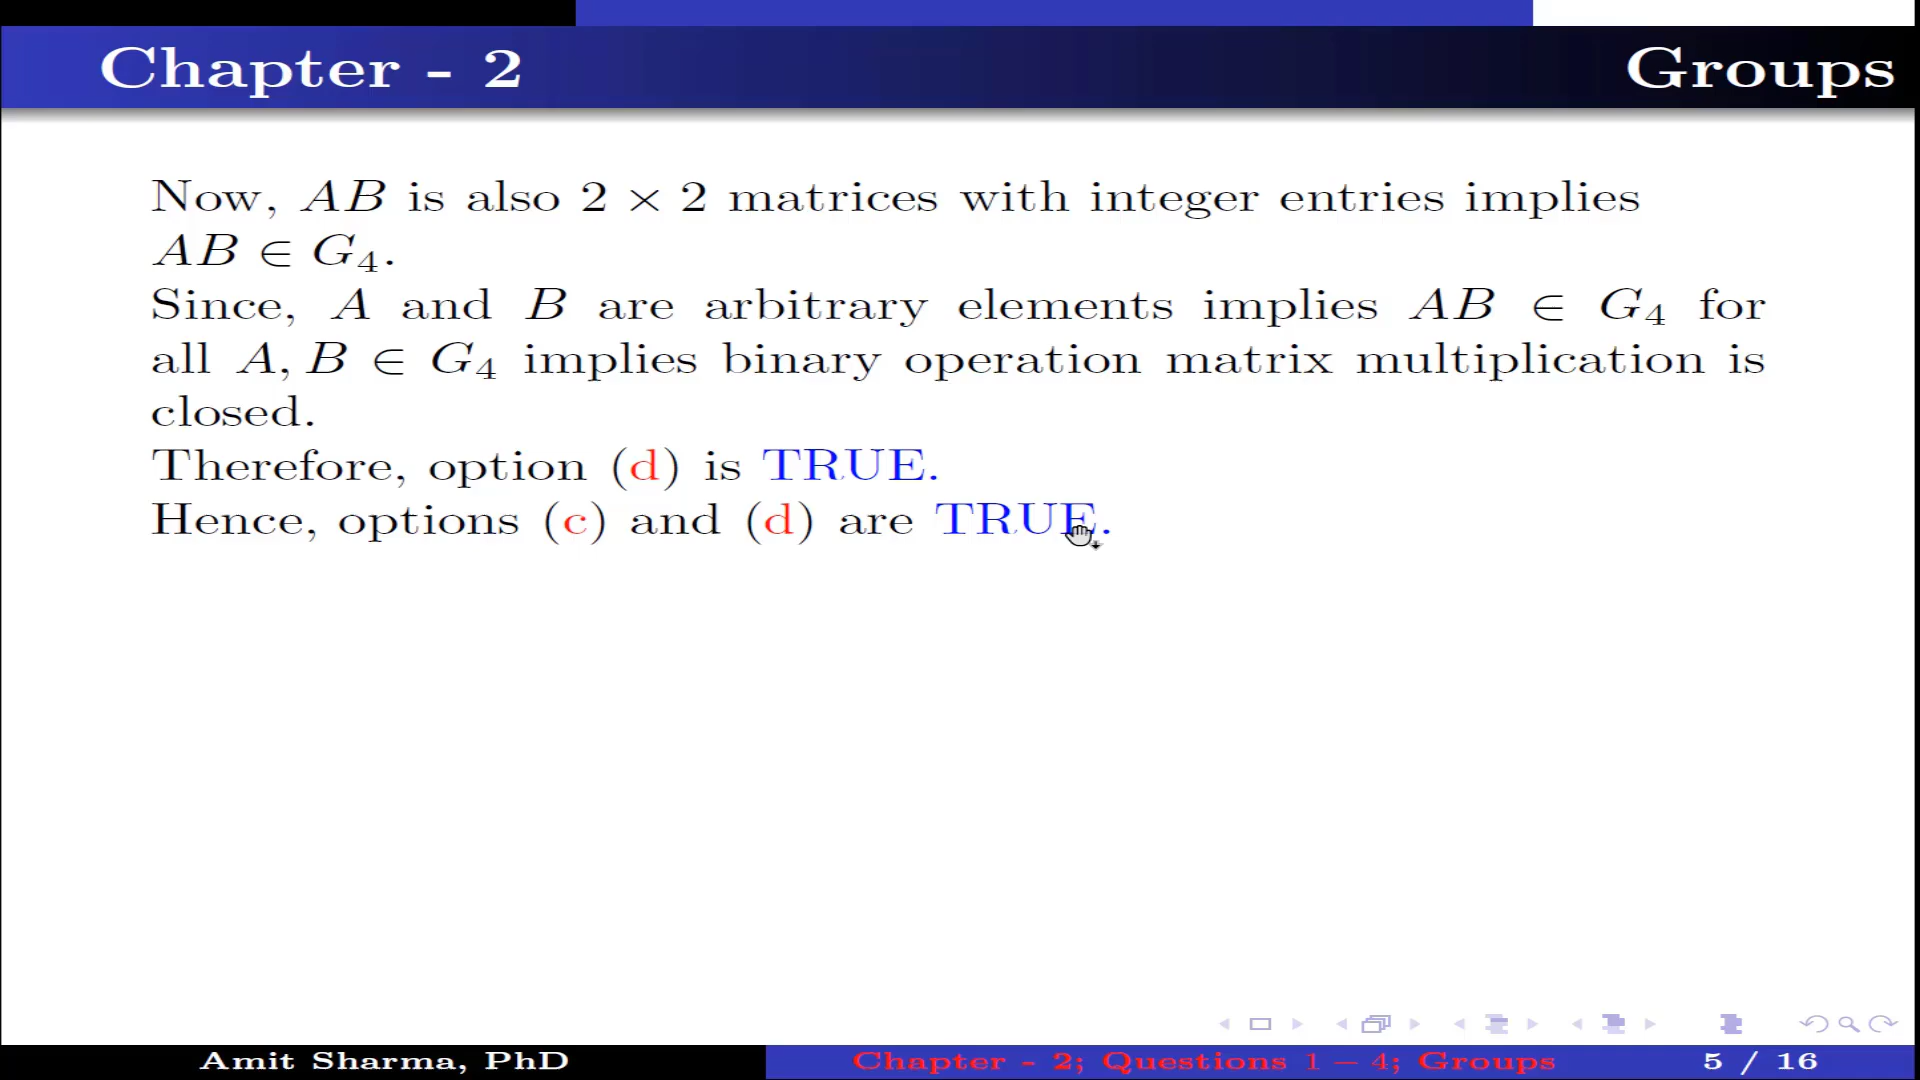 Chapter - 2 Groups
Now, AB is also 2 × 2 matrices with integer entries implies
AB ∈ G₄.
Since, A and B are arbitrary elements implies AB ∈ G₄ for
all A, B ∈ G₄ implies binary operation matrix multiplication is
closed.
Therefore, option (d) is TRUE.
Hence, options (c) and (d) are TRUE.
Amit Sharma, PhD Chapter - 2; Questions 1 – 4; Groups 5 / 16